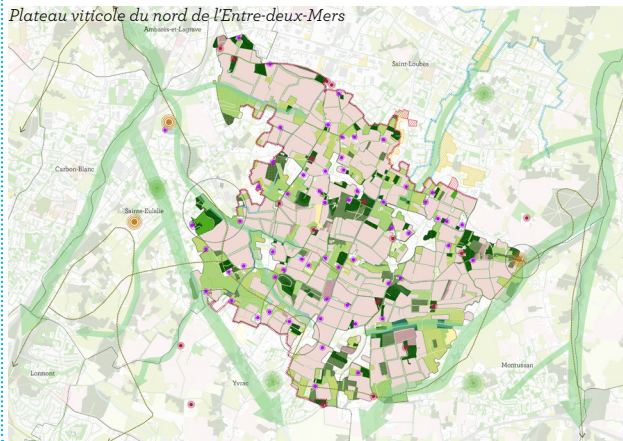 Plateau viticole du nord de l'Entre-deux-Mers
Ambarès-et-Lagrave
Saint-Loubès
Carbon-Blanc
Sainte-Eulalie
Lormont
Yvrac
Montussan